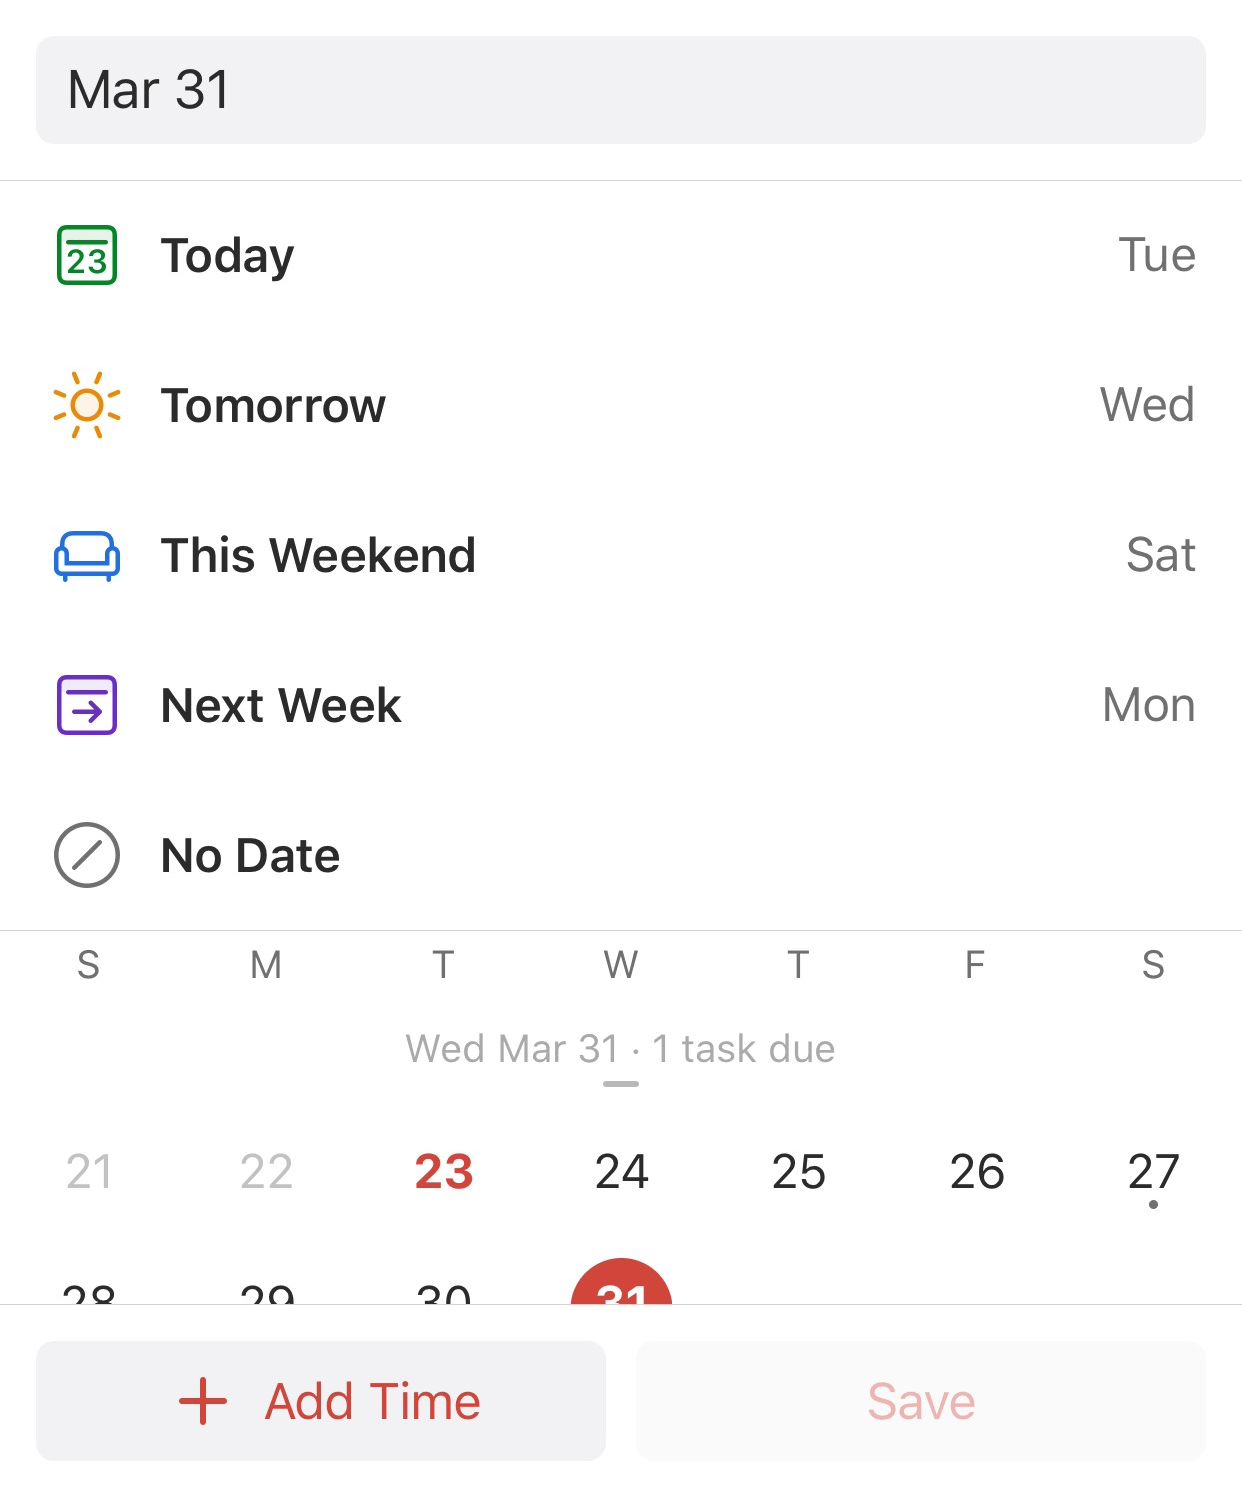 Mar 31
23 Today Tue
Tomorrow Wed
This Weekend Sat
Next Week Mon
No Date
S M T W T F S
Wed Mar 31 · 1 task due
21 22 23 24 25 26 27
28 29 30 31
Add Time Save